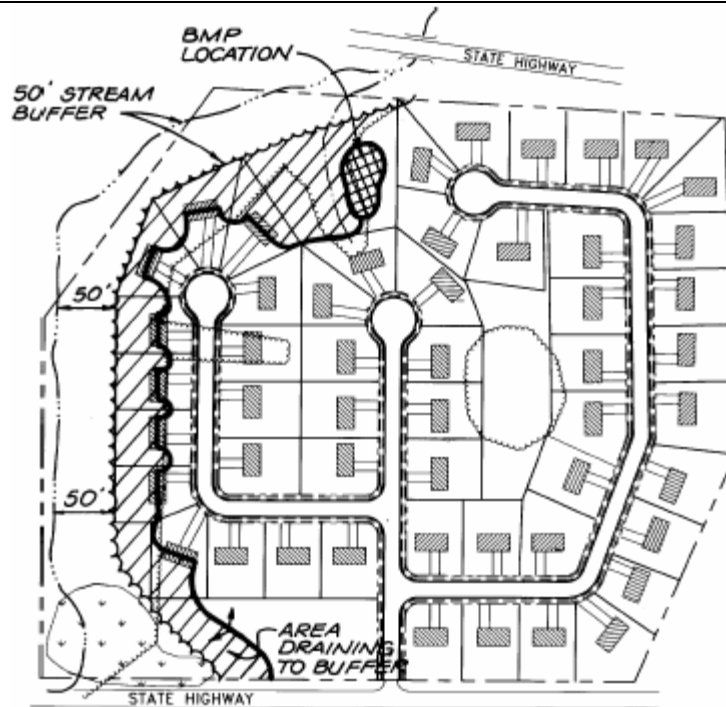 BMP
LOCATION
STATE HIGHWAY
50' STREAM
BUFFER
50'
50'
AREA
DRAINING
TO BUFFER
STATE HIGHWAY